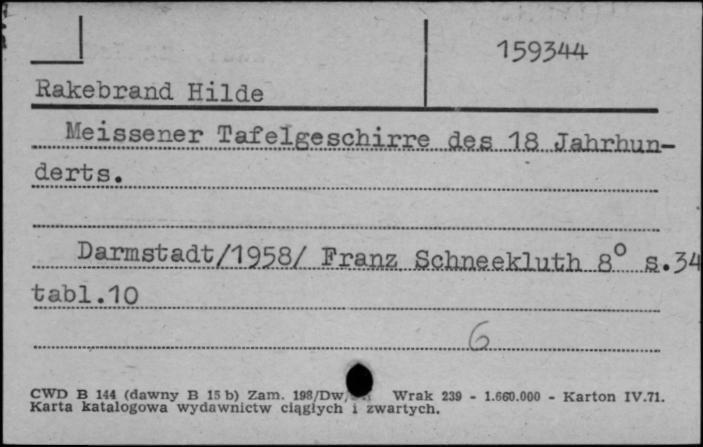 159344
Rakebrand Hilde
Meissener Tafelgeschirre des 18 Jahrhun-
derts.
Darmstadt/1958/ Franz Schneekluth 8° s.34
tabl.10
6
CWD B 144 (dawny B 15 b) Zam. 198/Dw/ Wrak 239 - 1.660.000 - Karton IV.71.
Karta katalogowa wydawnictw ciągłych i zwartych.